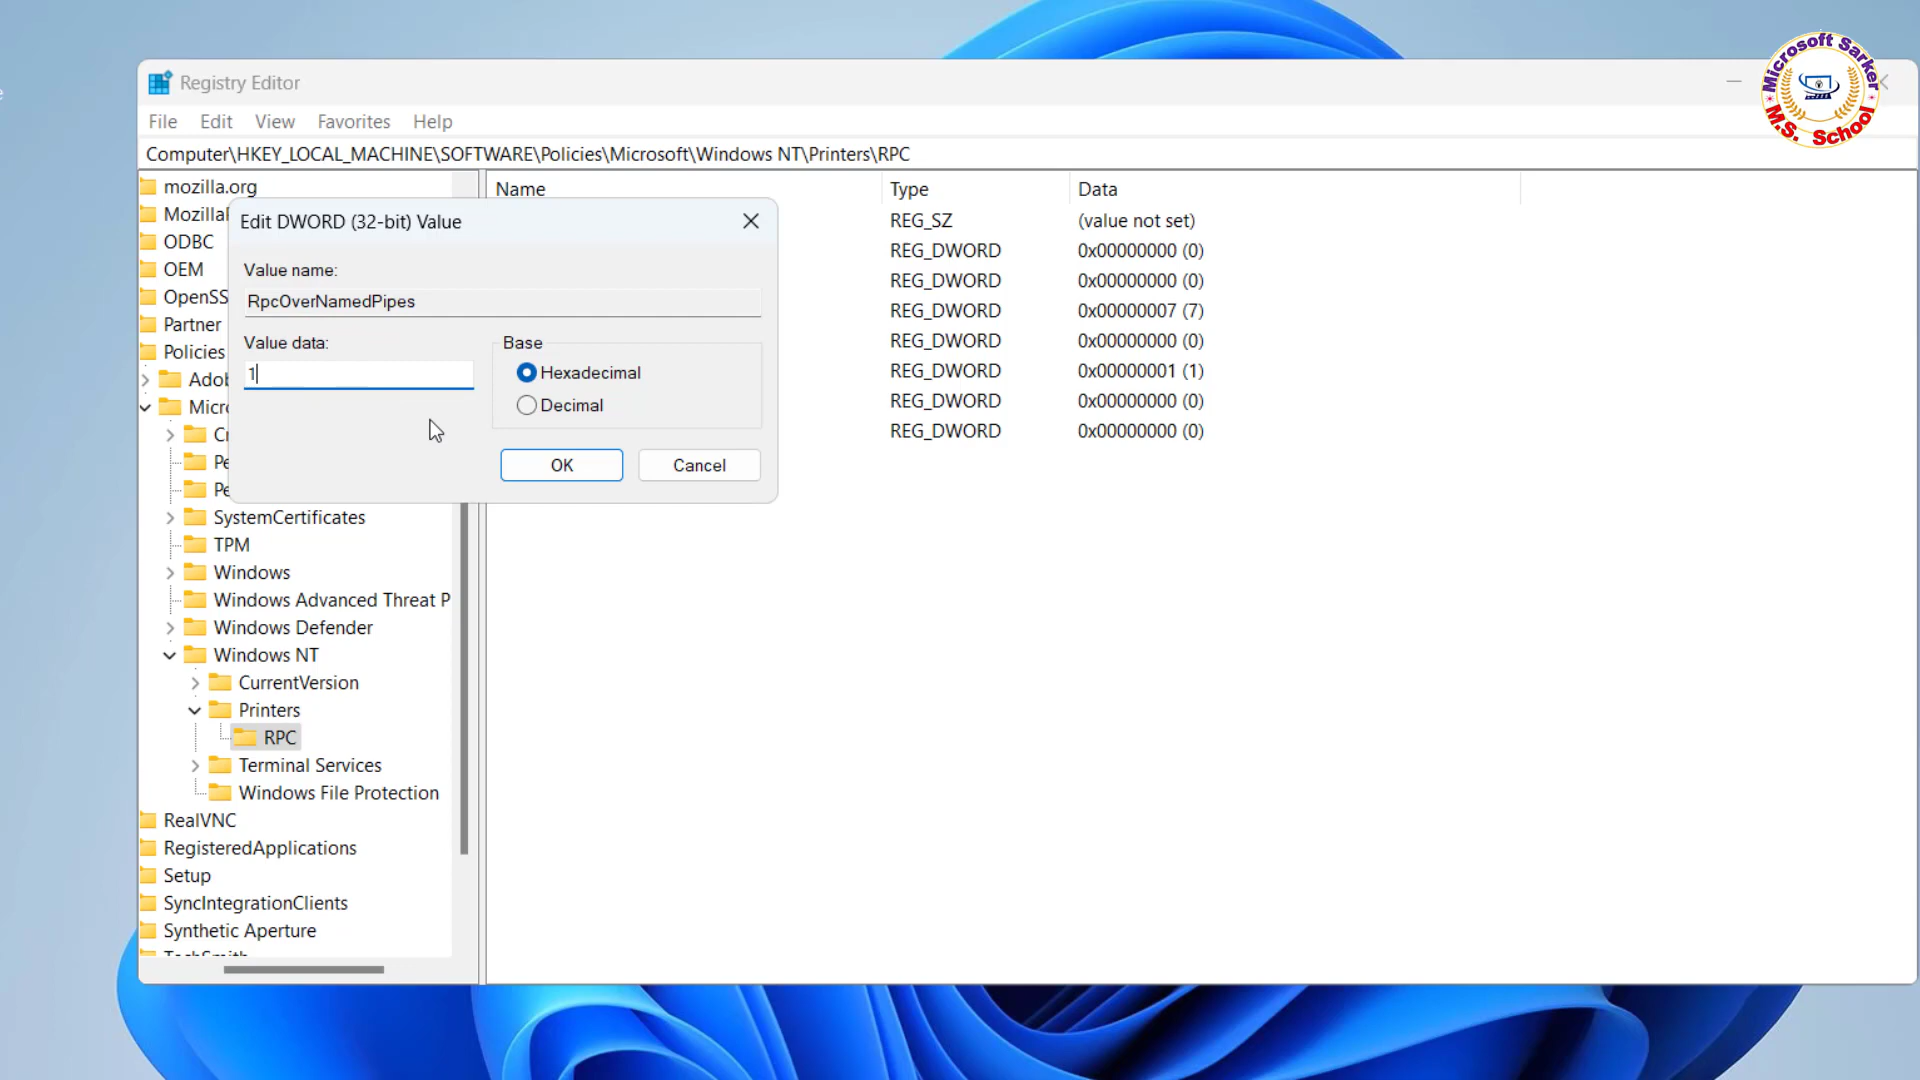 Microsoft Sarker
M.S. School
Registry Editor
File Edit View Favorites Help
Computer\HKEY_LOCAL_MACHINE\SOFTWARE\Policies\Microsoft\Windows NT\Printers\RPC
mozilla.org
ODBC
OEM
Partner
Policies
SystemCertificates
TPM
Windows
Windows Advanced Threat P
Windows Defender
Windows NT
CurrentVersion
Printers
RPC
Terminal Services
Windows File Protection
RealVNC
RegisteredApplications
Setup
SyncIntegrationClients
Synthetic Aperture
Edit DWORD (32-bit) Value
Value name:
RpcOverNamedPipes
Value data:
1
Base
Hexadecimal
Decimal
OK Cancel
Name Type Data
REG_SZ (value not set)
REG_DWORD 0x00000000 (0)
REG_DWORD 0x00000000 (0)
REG_DWORD 0x00000007 (7)
REG_DWORD 0x00000000 (0)
REG_DWORD 0x00000001 (1)
REG_DWORD 0x00000000 (0)
REG_DWORD 0x00000000 (0)